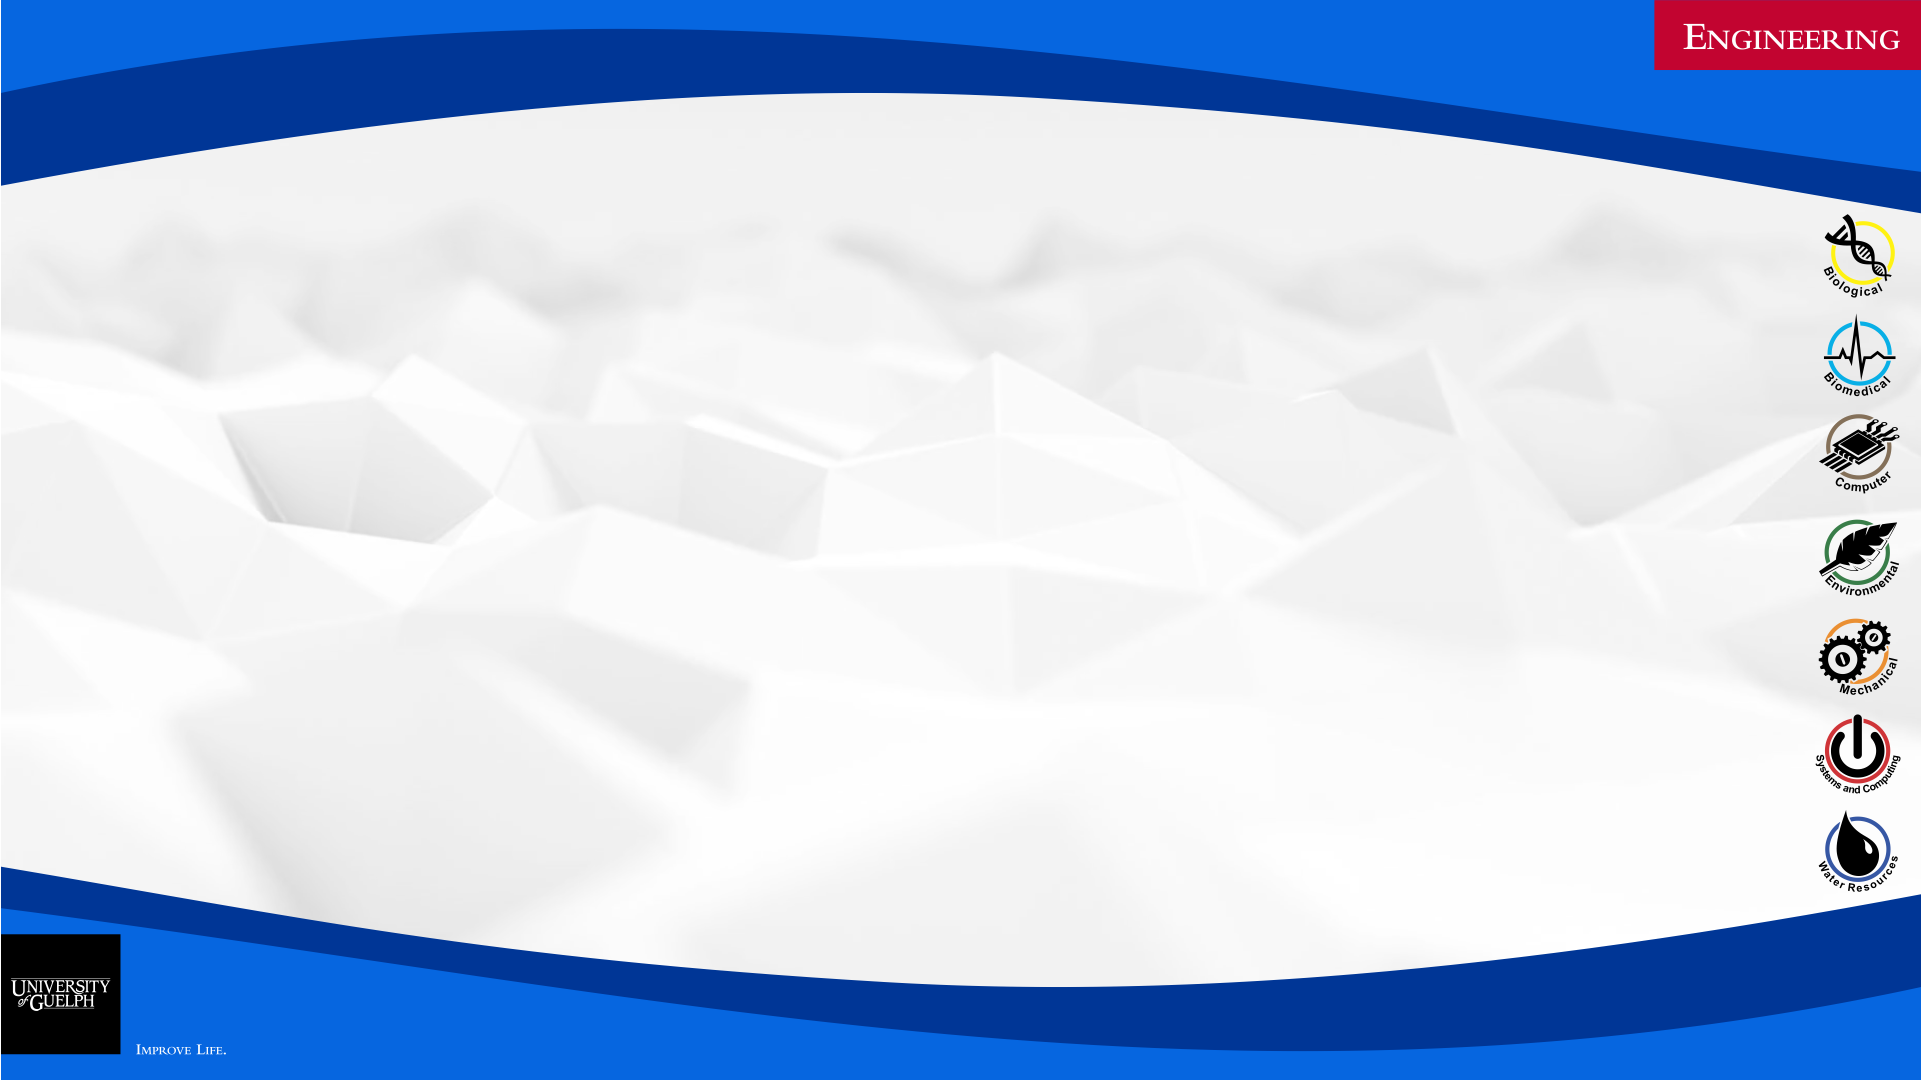 ENGINEERING
Biological
Biomedical
Computer
Environmental
Mechanical
Systems and Computing
Water Resources
UNIVERSITY
of GUELPH
IMPROVE LIFE.